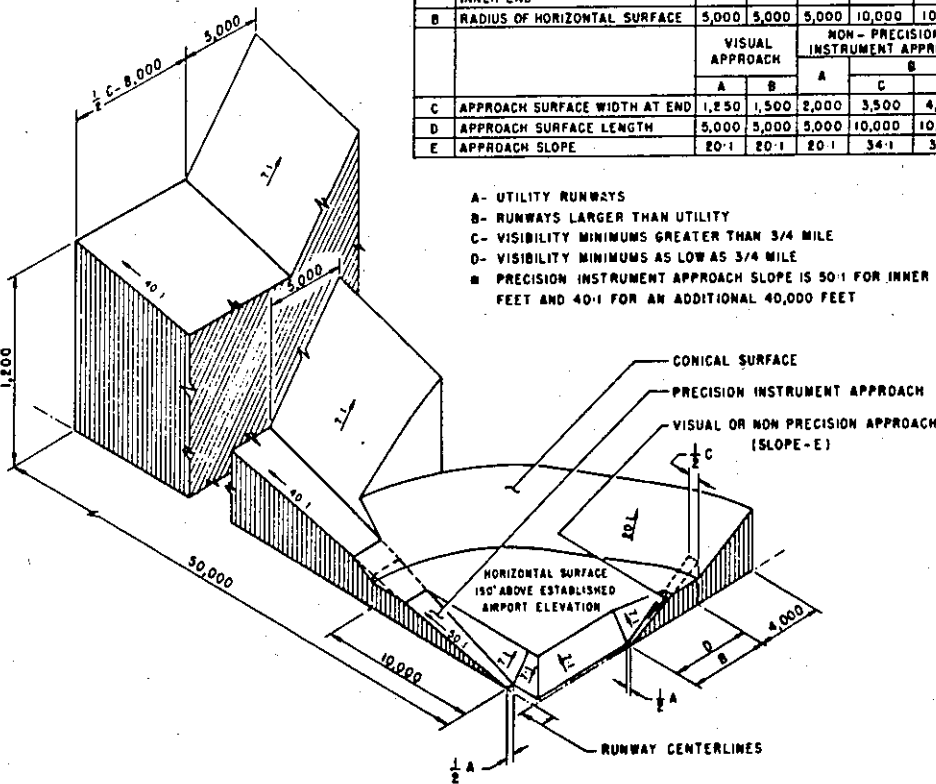 INNER END
B RADIUS OF HORIZONTAL SURFACE 5,000 5,000 5,000 10,000 10
VISUAL APPROACH NON-PRECISION INSTRUMENT APPR
A B A B
C
C APPROACH SURFACE WIDTH AT END 1,250 1,500 2,000 3,500 4,
D APPROACH SURFACE LENGTH 5,000 5,000 5,000 10,000 10
E APPROACH SLOPE 20·1 20·1 20·1 34·1 3
A- UTILITY RUNWAYS
B- RUNWAYS LARGER THAN UTILITY
C- VISIBILITY MINIMUMS GREATER THAN 3/4 MILE
D- VISIBILITY MINIMUMS AS LOW AS 3/4 MILE
PRECISION INSTRUMENT APPROACH SLOPE IS 50·1 FOR INNER
FEET AND 40·1 FOR AN ADDITIONAL 40,000 FEET
5,000
½ C-8,000
7·1
40·1
5,000
1,200
7·1
CONICAL SURFACE
PRECISION INSTRUMENT APPROACH
VISUAL OR NON PRECISION APPROACH
(SLOPE-E)
½ C
40·1
20·1
50,000
HORIZONTAL SURFACE
150' ABOVE ESTABLISHED
AIRPORT ELEVATION
50·1
7·1
7·1
7·1
7·1
10,000
4,000
D
B
½ A
RUNWAY CENTERLINES
½ A